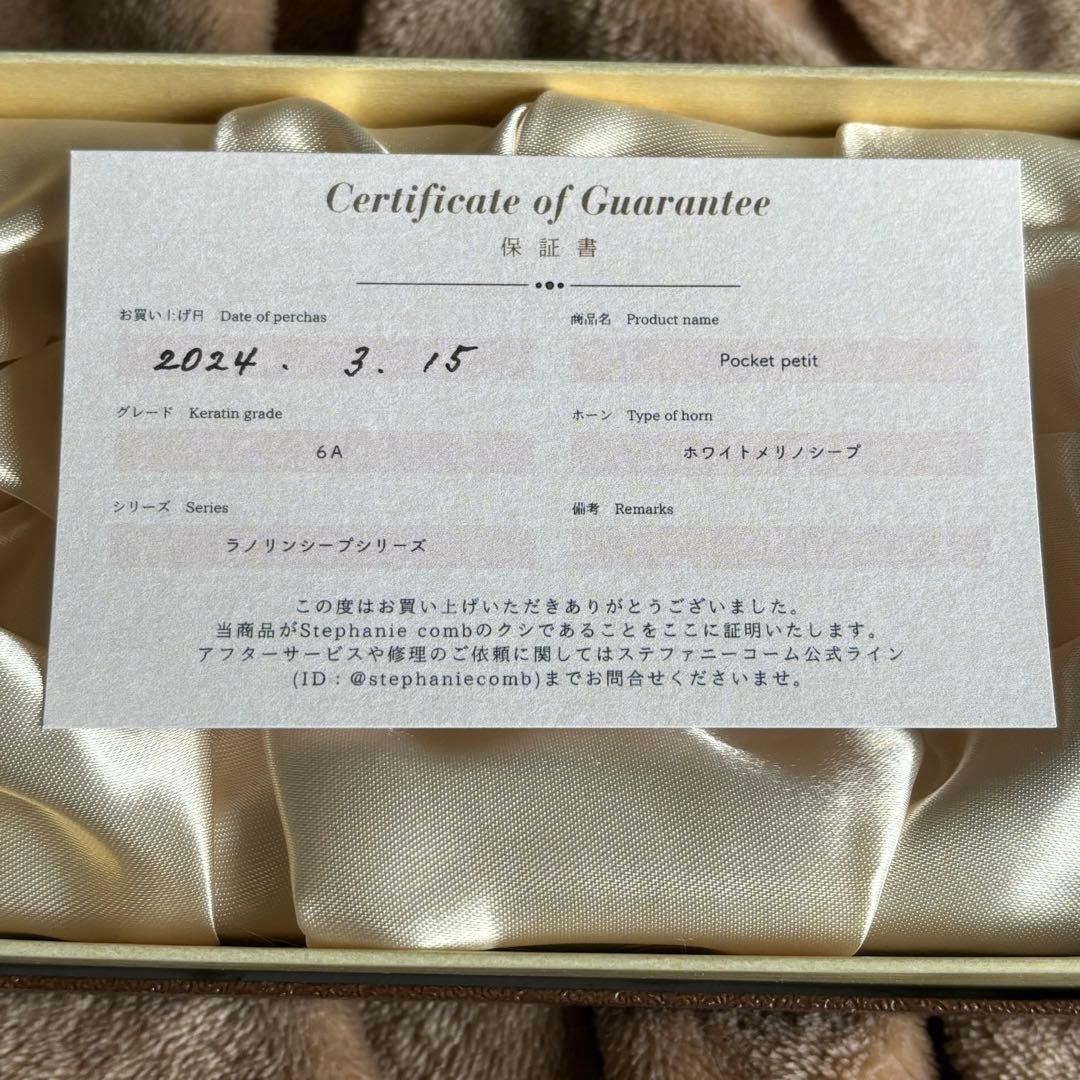 Certificate of Guarantee
保証書
お買い上げ日 Date of perchas
2024. 3. 15
商品名 Product name
Pocket petit
グレード Keratin grade
6A
ホーン Type of horn
ホワイトメリノシープ
シリーズ Series
ラノリンシープシリーズ
備考 Remarks
この度はお買い上げいただきありがとうございました。
当商品がStephanie combのクシであることをここに証明いたします。
アフターサービスや修理のご依頼に関してはステファニーコーム公式ライン
(ID：@stephaniecomb)までお問合せくださいませ。